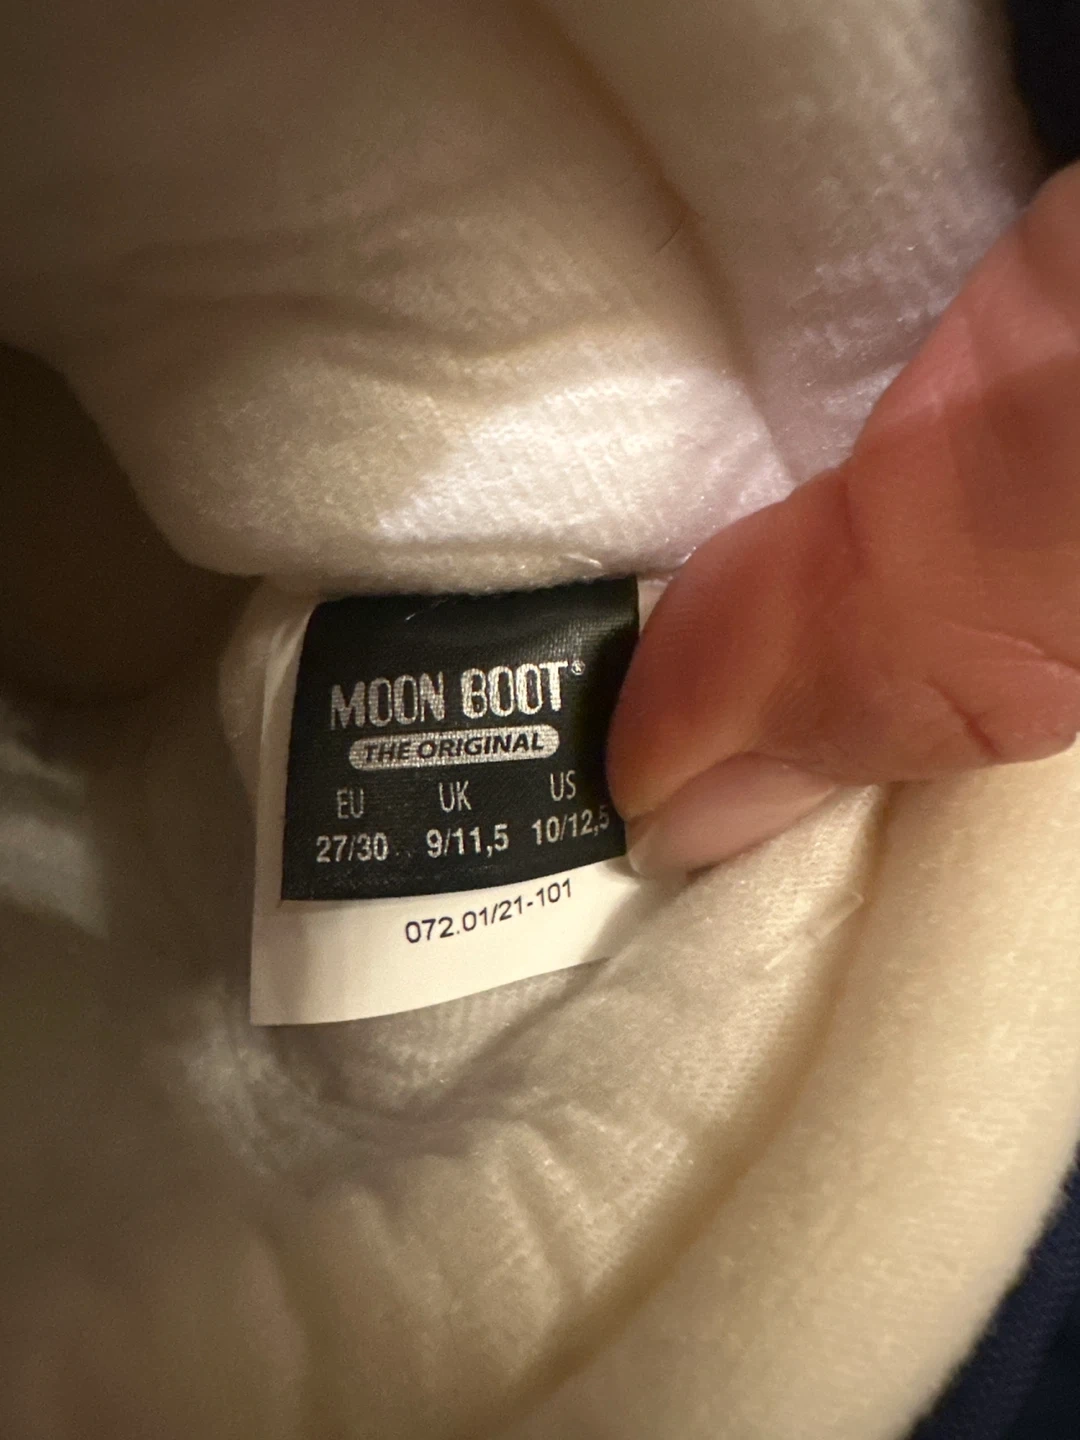 MOON BOOT®
THE ORIGINAL
EU UK US
27/30 9/11,5 10/12,5
072.01/21-101